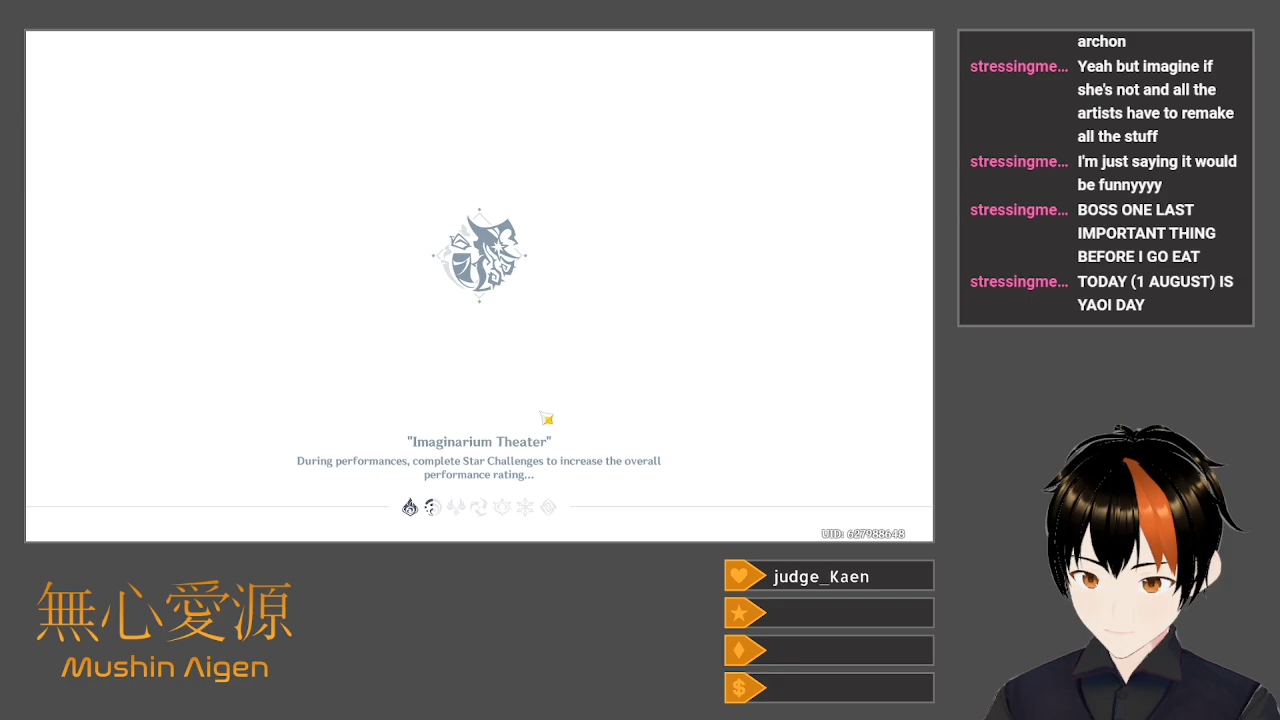 archon
stressingme... Yeah but imagine if
she's not and all the
artists have to remake
all the stuff
stressingme... I'm just saying it would
be funnyyyy
stressingme... BOSS ONE LAST
IMPORTANT THING
BEFORE I GO EAT
stressingme... TODAY (1 AUGUST) IS
YAOI DAY
"Imaginarium Theater"
During performances, complete Star Challenges to increase the overall
performance rating...
UID: 627988648
judge_Kaen
無心愛源
Mushin Aigen